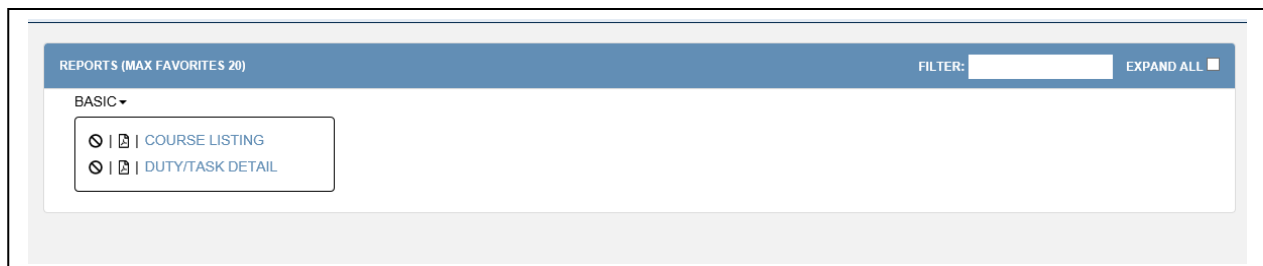 REPORTS (MAX FAVORITES 20) FILTER: EXPAND ALL
BASIC
| | COURSE LISTING
| | DUTY/TASK DETAIL